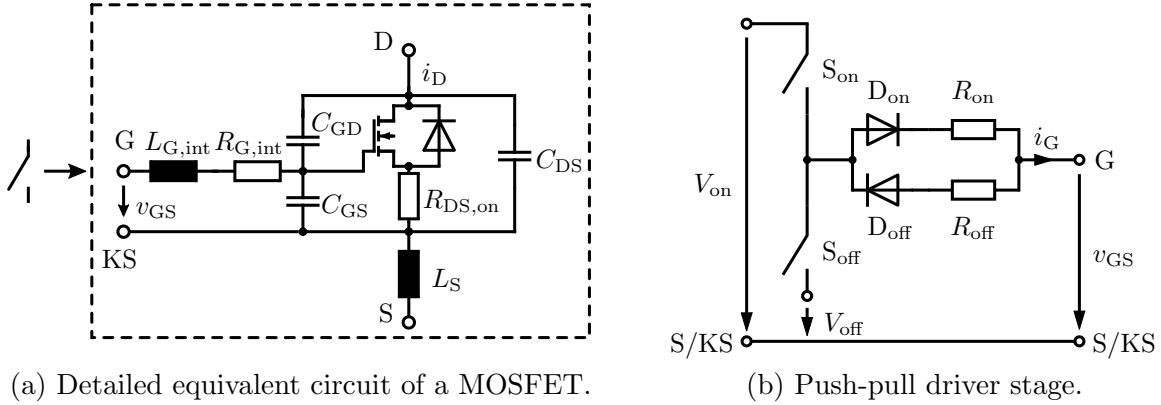 D
i_D
G L_G,int R_G,int C_GD
v_GS C_GS R_DS,on C_DS
KS
L_S
S
(a) Detailed equivalent circuit of a MOSFET.
S_on
D_on R_on
i_G
G
V_on
D_off R_off
S_off
v_GS
V_off
S/KS S/KS
(b) Push-pull driver stage.